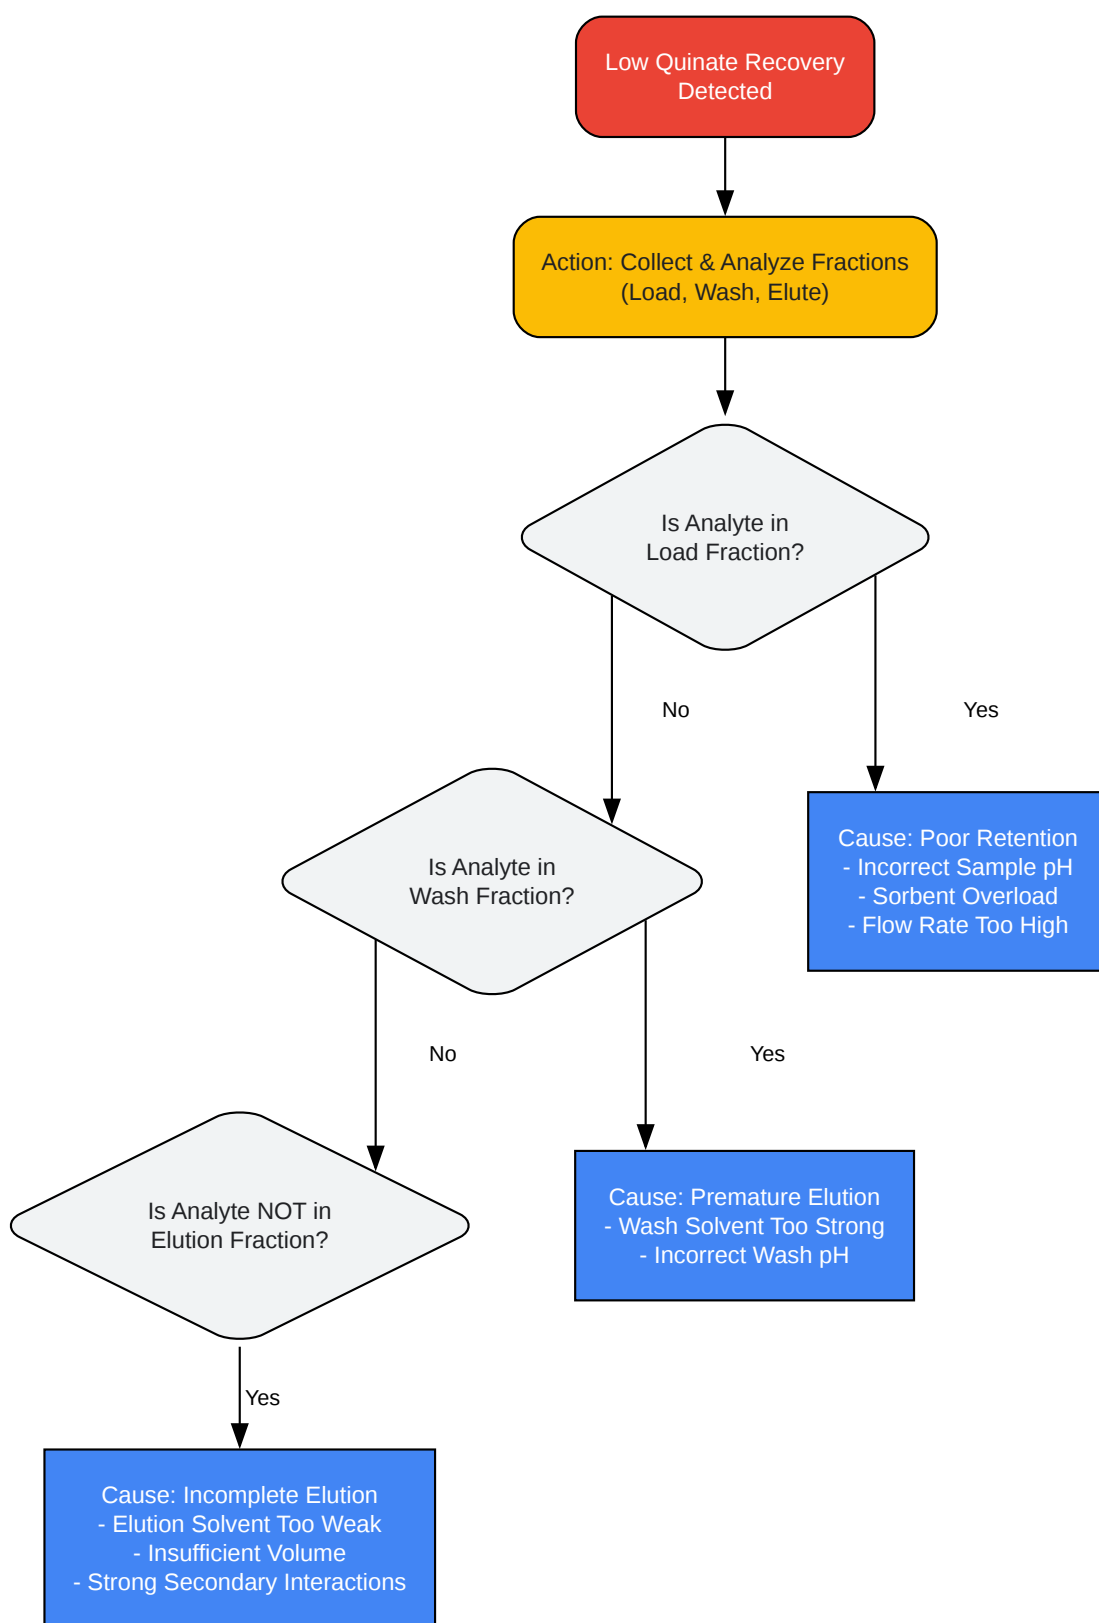 Low Quinate Recovery
Detected
Action: Collect & Analyze Fractions
(Load, Wash, Elute)
Is Analyte in
Load Fraction?
No
Yes
Cause: Poor Retention
- Incorrect Sample pH
- Sorbent Overload
- Flow Rate Too High
Is Analyte in
Wash Fraction?
No
Yes
Cause: Premature Elution
- Wash Solvent Too Strong
- Incorrect Wash pH
Is Analyte NOT in
Elution Fraction?
Yes
Cause: Incomplete Elution
- Elution Solvent Too Weak
- Insufficient Volume
- Strong Secondary Interactions